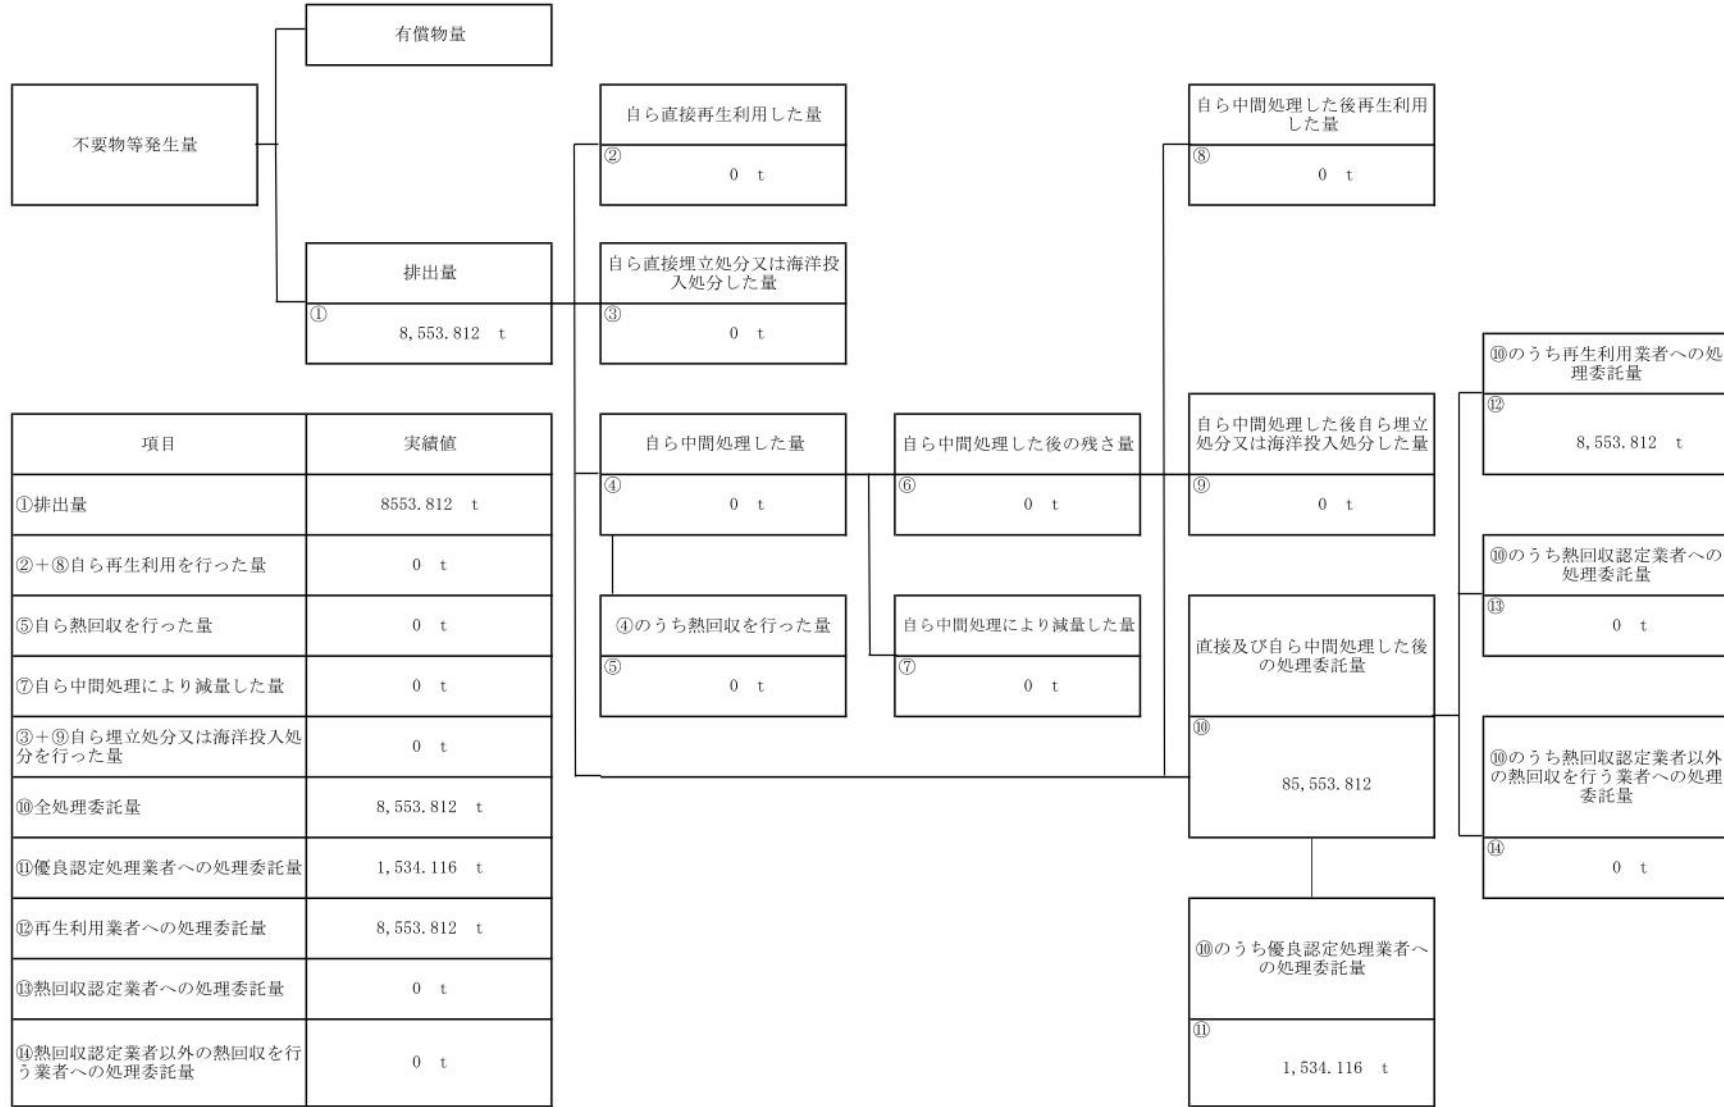 有償物量
不要物等発生量
自ら直接再生利用した量
②
0 t
自ら中間処理した後再生利用
した量
⑧
0 t
排出量
①
8,553.812 t
自ら直接埋立処分又は海洋投
入処分した量
③
0 t
⑩のうち再生利用業者への処
理委託量
⑫
8,553.812 t
自ら中間処理した量
④
0 t
自ら中間処理した後の残さ量
⑥
0 t
自ら中間処理した後自ら埋立
処分又は海洋投入処分した量
⑨
0 t
⑩のうち熱回収認定業者への
処理委託量
⑬
0 t
④のうち熱回収を行った量
⑤
0 t
自ら中間処理により減量した量
⑦
0 t
直接及び自ら中間処理した後
の処理委託量
⑩
85,553.812
⑩のうち熱回収認定業者以外
の熱回収を行う業者への処理
委託量
⑭
0 t
⑩のうち優良認定処理業者へ
の処理委託量
⑪
1,534.116 t
項目 実績値
①排出量 8553.812 t
②+⑧自ら再生利用を行った量 0 t
⑤自ら熱回収を行った量 0 t
⑦自ら中間処理により減量した量 0 t
③+⑨自ら埋立処分又は海洋投入処
分を行った量 0 t
⑩全処理委託量 8,553.812 t
⑪優良認定処理業者への処理委託量 1,534.116 t
⑫再生利用業者への処理委託量 8,553.812 t
⑬熱回収認定業者への処理委託量 0 t
⑭熱回収認定業者以外の熱回収を行
う業者への処理委託量 0 t